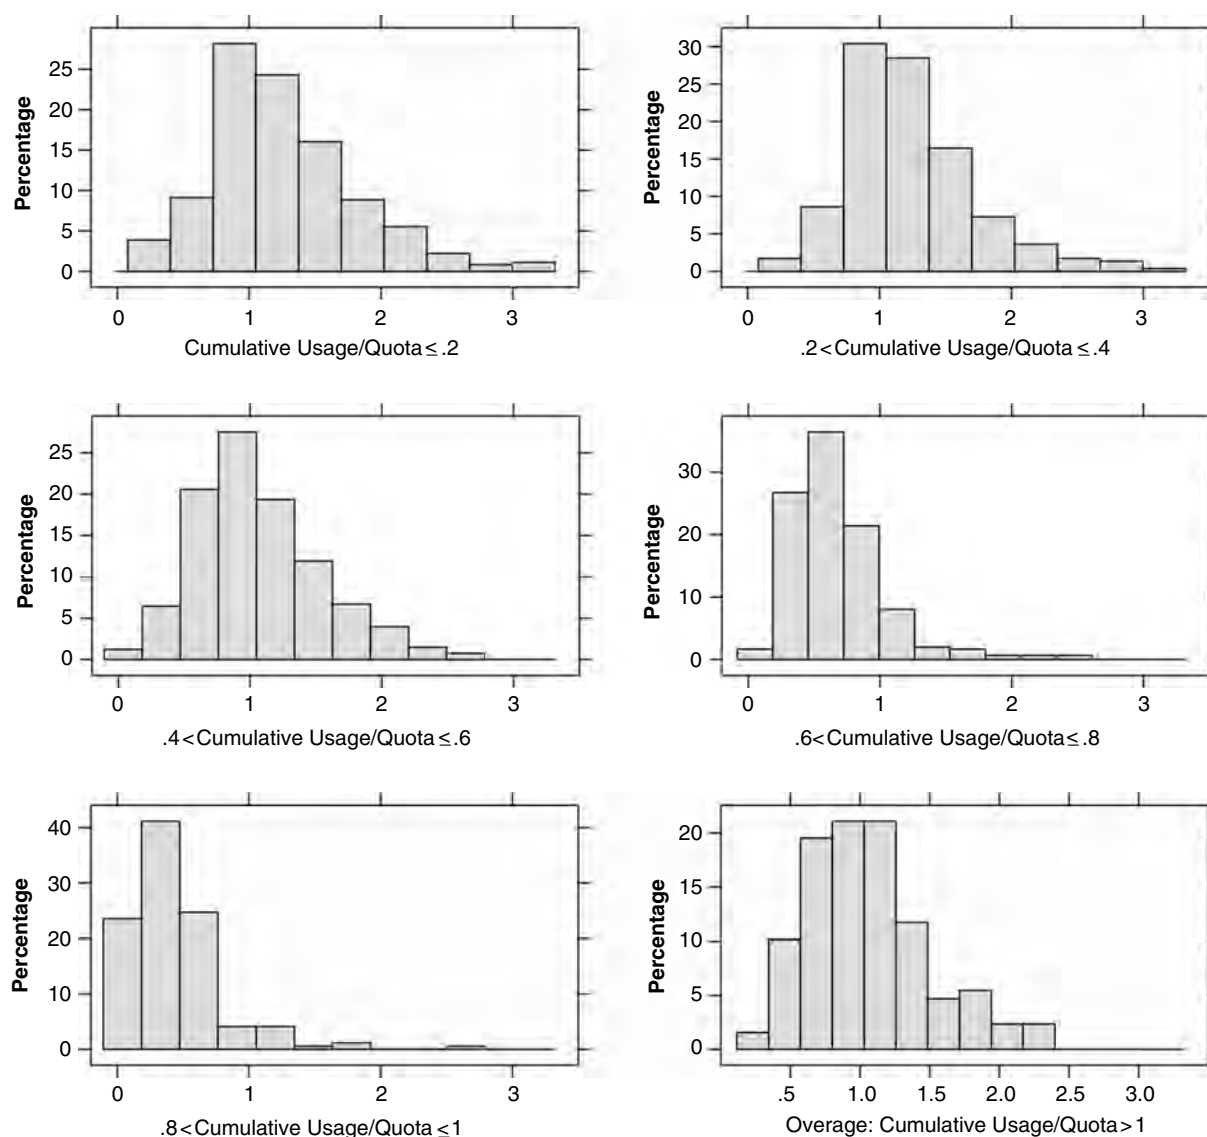 Percentage
25
20
15
10
5
0
0 1 2 3
Cumulative Usage/Quota ≤ .2
Percentage
30
25
20
15
10
5
0
0 1 2 3
.2 < Cumulative Usage/Quota ≤ .4
Percentage
25
20
15
10
5
0
0 1 2 3
.4 < Cumulative Usage/Quota ≤ .6
Percentage
30
20
10
0
0 1 2 3
.6 < Cumulative Usage/Quota ≤ .8
Percentage
40
30
20
10
0
0 1 2 3
.8 < Cumulative Usage/Quota ≤ 1
Percentage
20
15
10
5
0
.5 1.0 1.5 2.0 2.5 3.0
Overage: Cumulative Usage/Quota > 1